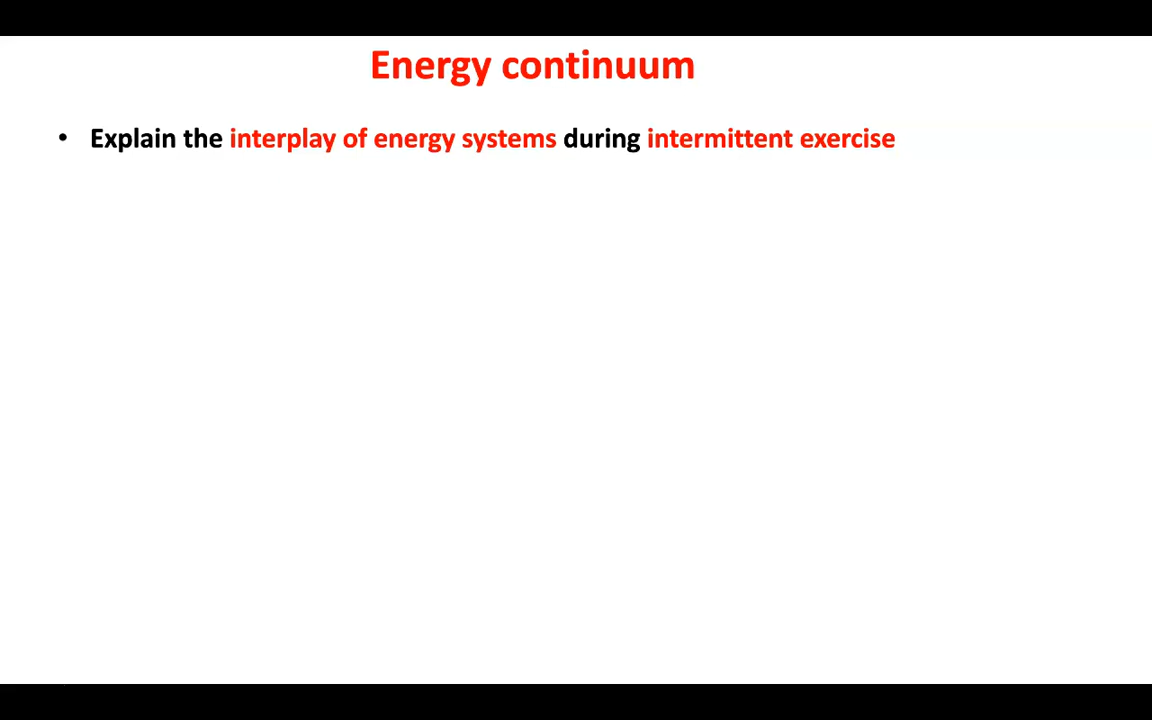 Energy continuum
• Explain the interplay of energy systems during intermittent exercise